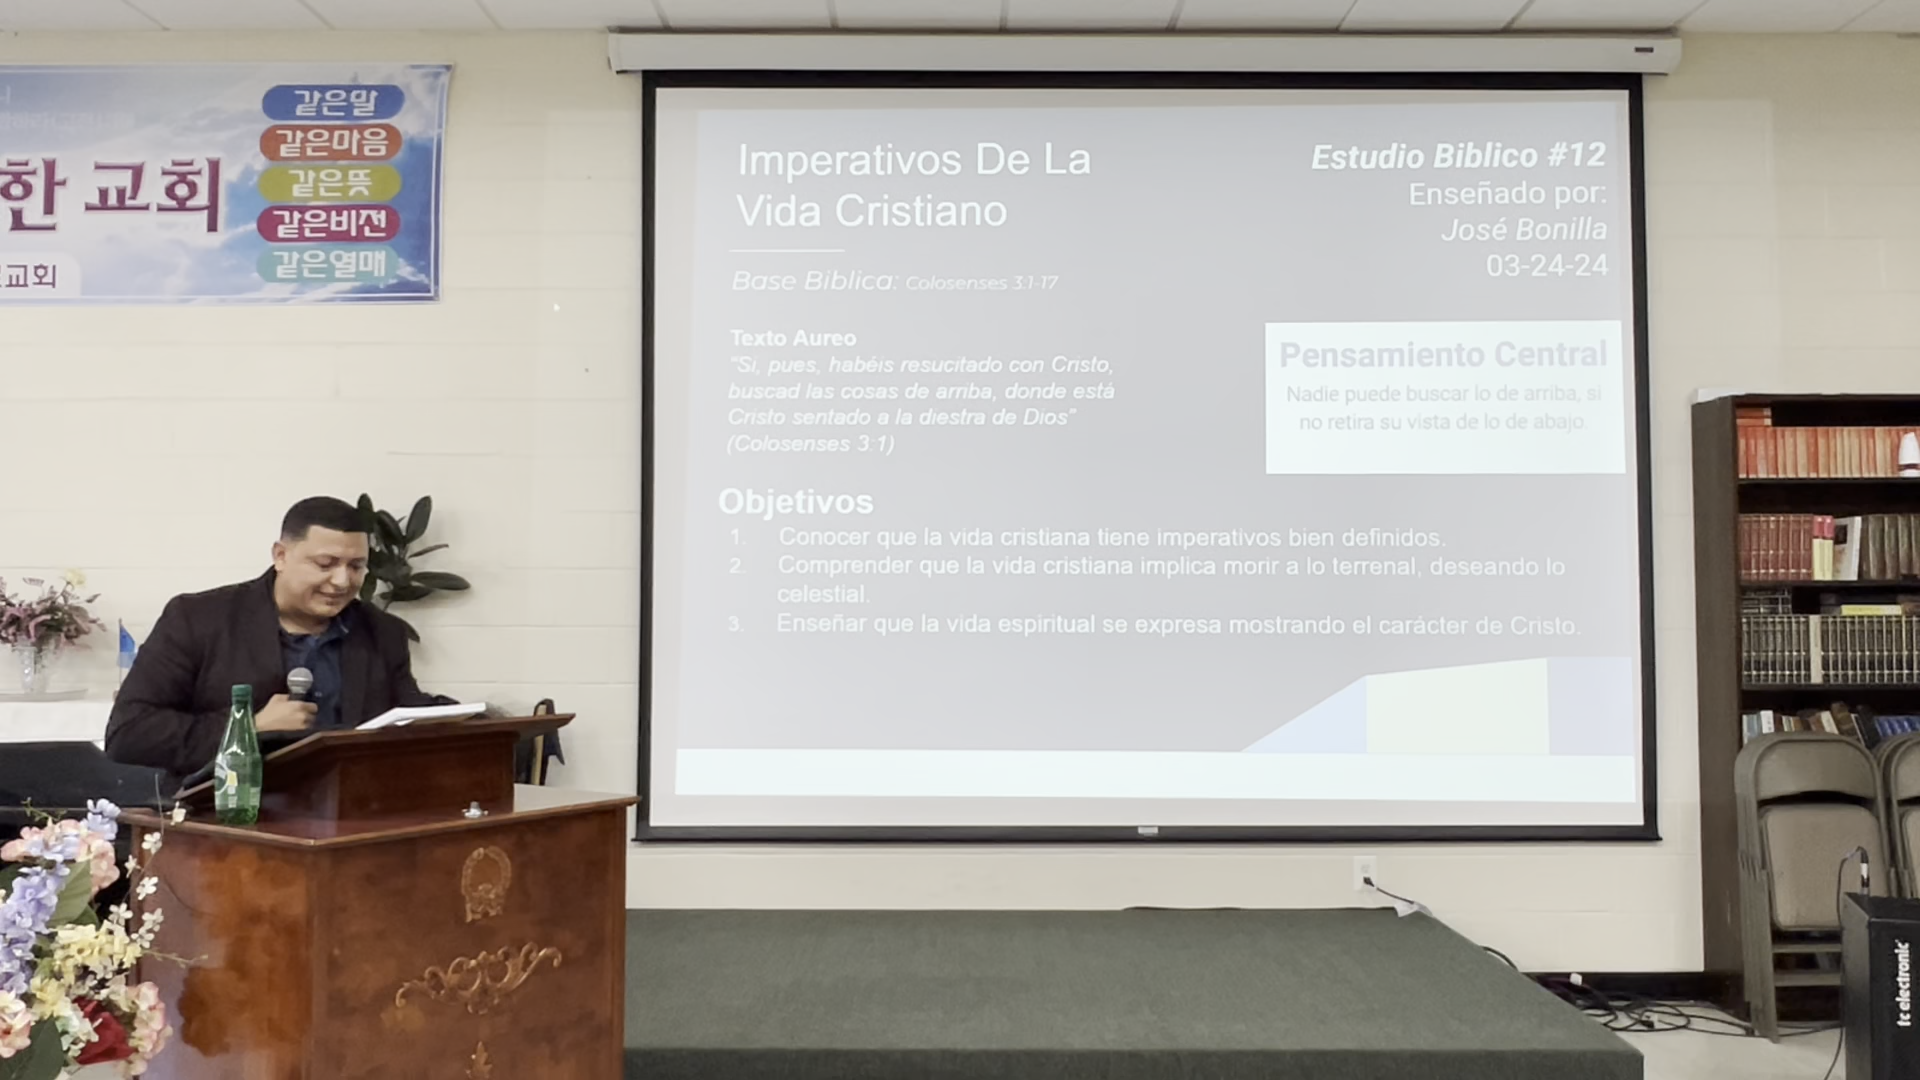 같은말
같은마음
같은뜻
같은비전
같은열매
한 교회
교회
Imperativos De La
Vida Cristiano
Base Biblica: Colosenses 3:1-17
Texto Aureo
"Si, pues, habéis resucitado con Cristo,
buscad las cosas de arriba, donde está
Cristo sentado a la diestra de Dios"
(Colosenses 3:1)
Estudio Biblico #12
Enseñado por:
José Bonilla
03-24-24
Pensamiento Central
Nadie puede buscar lo de arriba, si
no retira su vista de lo de abajo.
Objetivos
1. Conocer que la vida cristiana tiene imperativos bien definidos.
2. Comprender que la vida cristiana implica morir a lo terrenal, deseando lo
celestial.
3. Enseñar que la vida espiritual se expresa mostrando el carácter de Cristo.
tc electronic